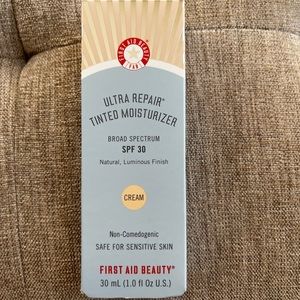 FIRST AID BEAUTY
FAB
ULTRA REPAIR®
TINTED MOISTURIZER
BROAD SPECTRUM
SPF 30
Natural, Luminous Finish
CREAM
Non-Comedogenic
SAFE FOR SENSITIVE SKIN
FIRST AID BEAUTY®
30 mL (1.0 fl Oz U.S.)